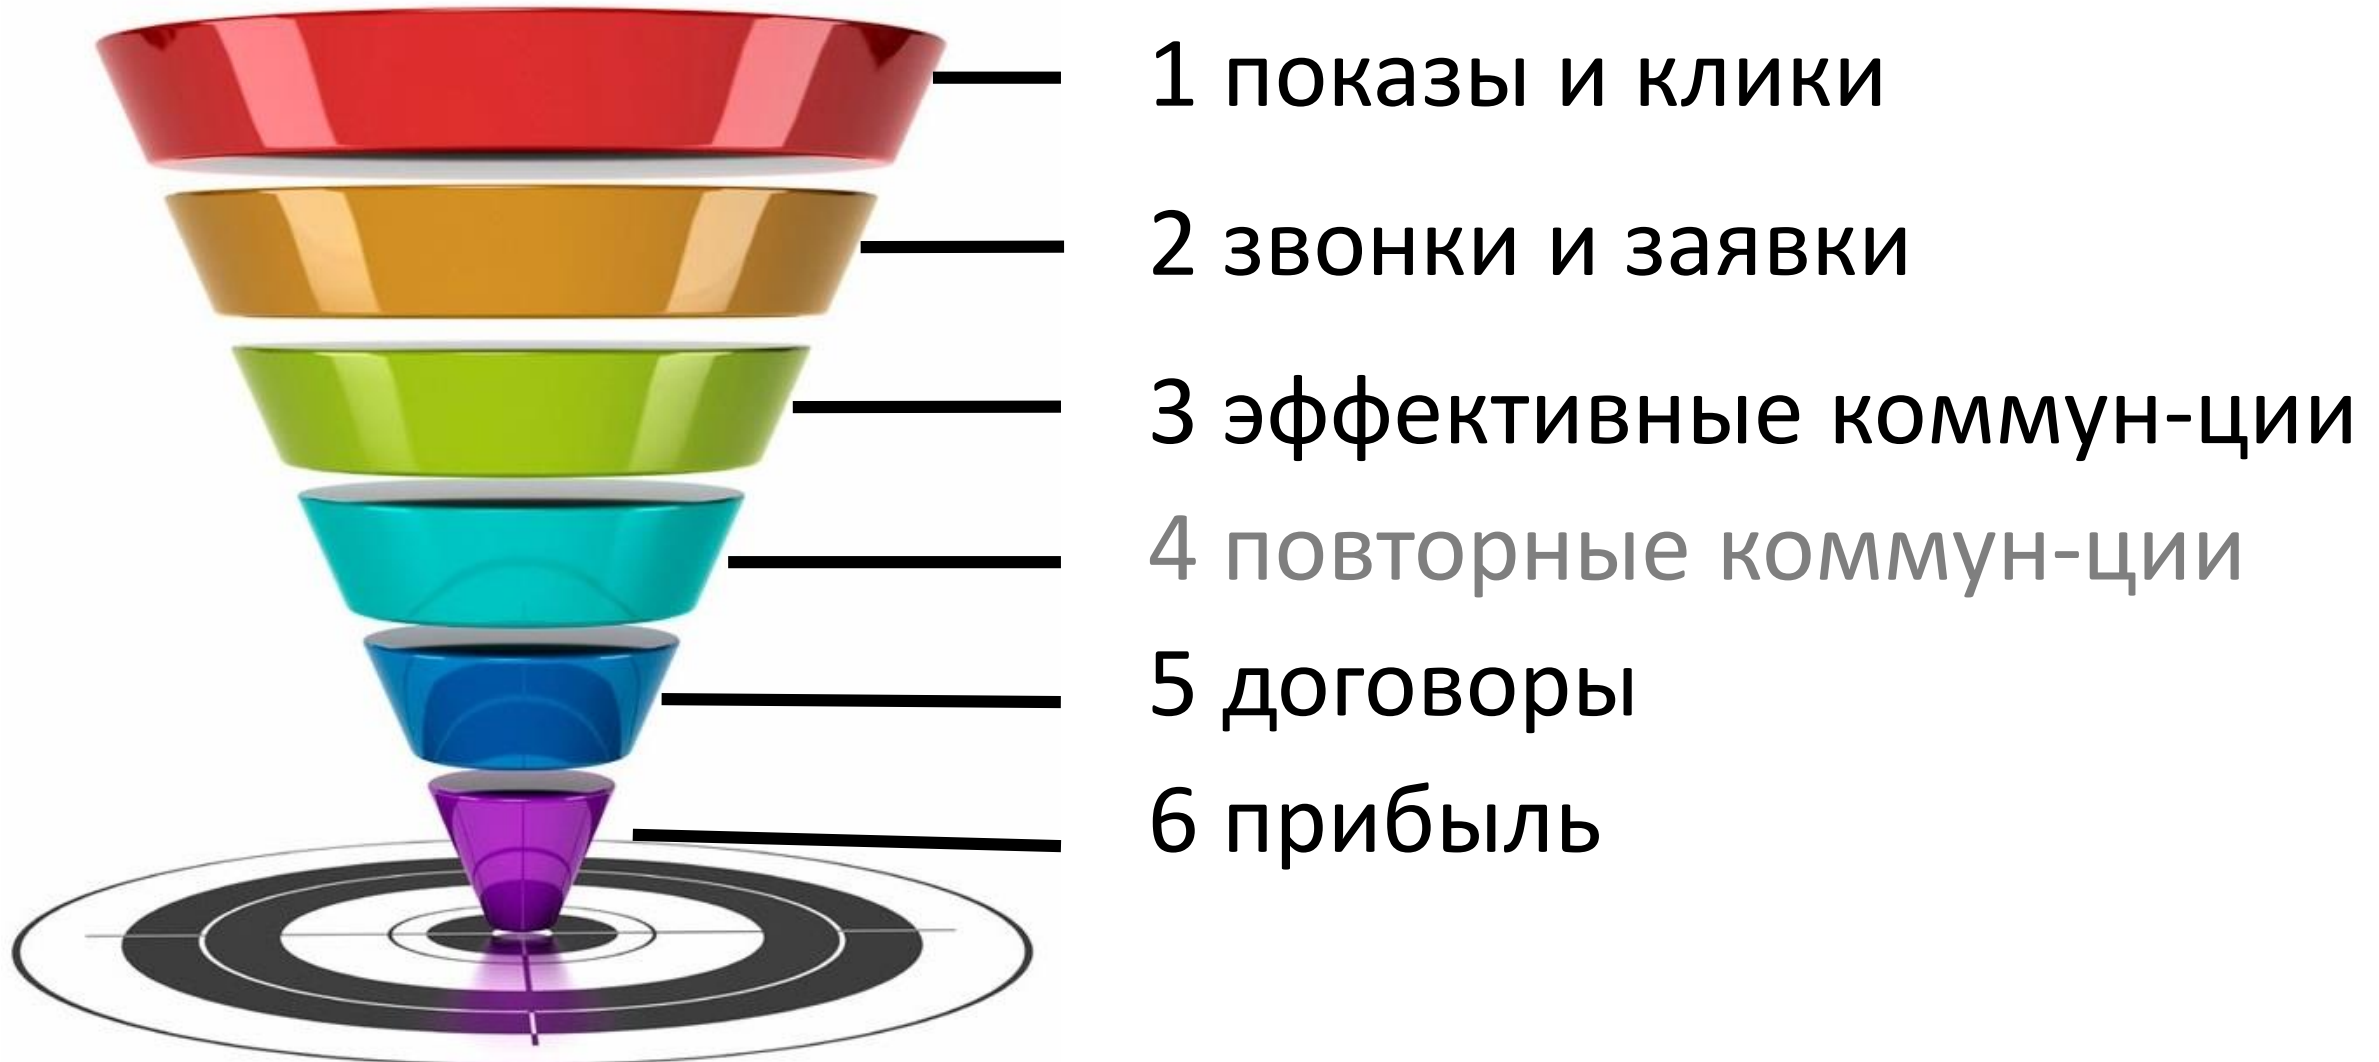 1 показы и клики
2 звонки и заявки
3 эффективные коммун-ции
4 повторные коммун-ции
5 договоры
6 прибыль